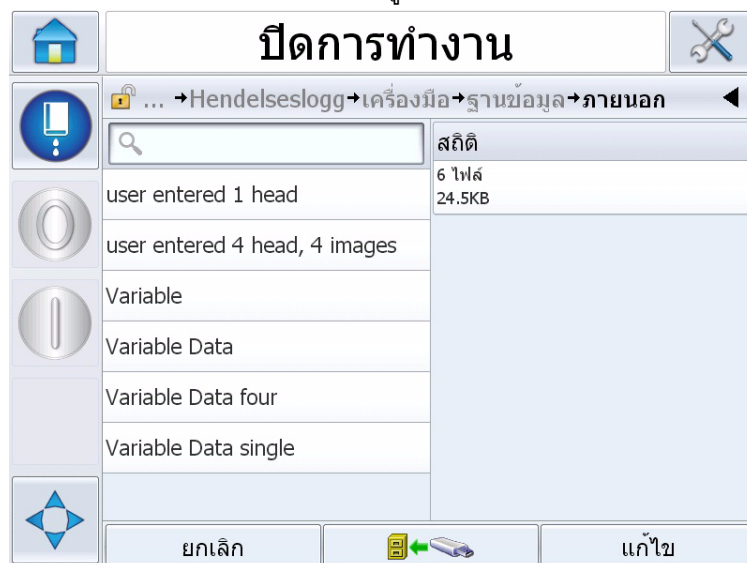 ปิดการทำงาน
... →Hendelseslogg→เครื่องมือ→ฐานข้อมูล→ภายนอก
สถิติ
6 ไฟล์
24.5KB
user entered 1 head
user entered 4 head, 4 images
Variable
Variable Data
Variable Data four
Variable Data single
ยกเลิก
แก้ไข